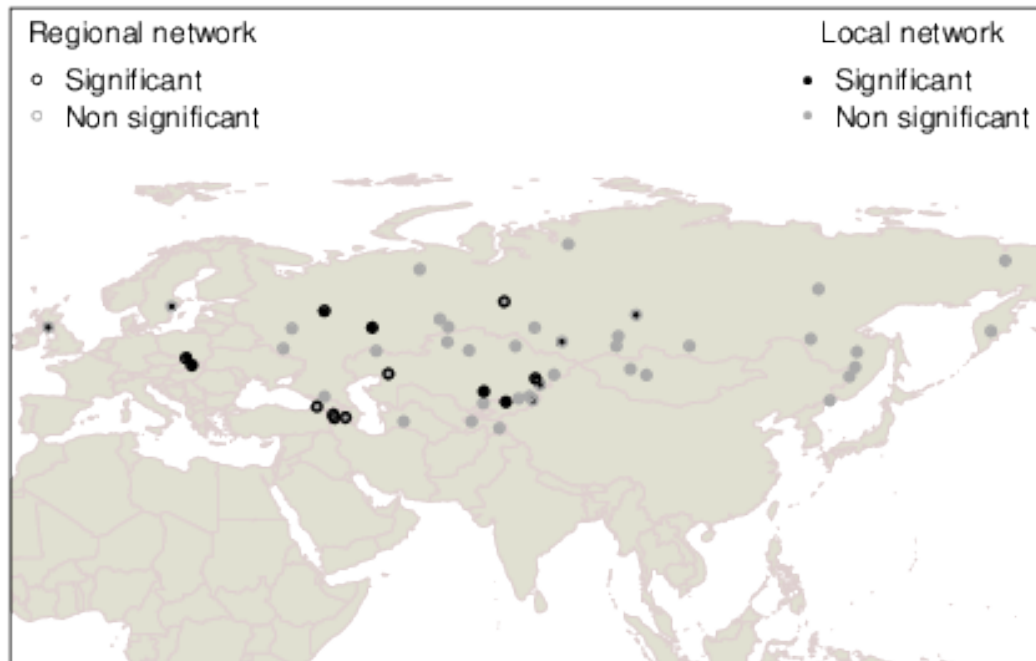 Regional network
Significant
Non significant
Local network
Significant
Non significant